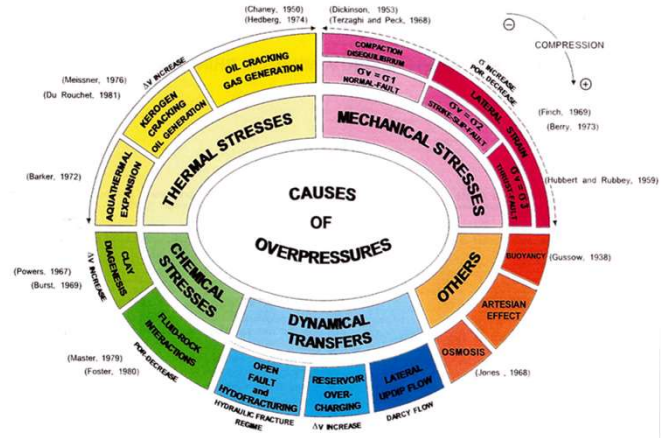 (Chaney, 1950)
(Hedberg, 1974)
(Dickinson, 1953)
(Terzaghi and Peck, 1968)
COMPRESSION
−
+
(Meissner, 1976)
(Du Rouchet, 1981)
ΔV INCREASE
OIL CRACKING
GAS GENERATION
COMPACTION
DISEQUILIBRIUM
σv = σ1
NORMAL-FAULT
σ INCREASE
POR. DECREASE
LATERAL STRAIN
σv = σ2
STRIKE-SLIP-FAULT
(Finch, 1969)
(Berry, 1973)
KEROGEN
CRACKING
OIL GENERATION
THERMAL STRESSES
MECHANICAL STRESSES
σv = σ3
THRUST-FAULT
(Hubbert and Rubbey, 1959)
(Barker, 1972)
AQUATHERMAL
EXPANSION
CAUSES
OF
OVERPRESSURES
CLAY
DIAGENESIS
(Powers, 1967)
(Burst, 1969)
ΔV INCREASE
CHEMICAL
STRESSES
OTHERS
BUOYANCY
(Gussow, 1938)
ARTESIAN
EFFECT
DYNAMICAL
TRANSFERS
FLUID-ROCK
INTERACTIONS
OSMOSIS
(Jones , 1968)
(Master, 1979)
(Foster, 1980)
POR. DECREASE
OPEN
FAULT
and
HYDOFRACTURING
HYDRAULIC FRACTURE
REGIME
RESERVOIR
OVER-
CHARGING
ΔV INCREASE
LATERAL
UPDIP FLOW
DARCY FLOW